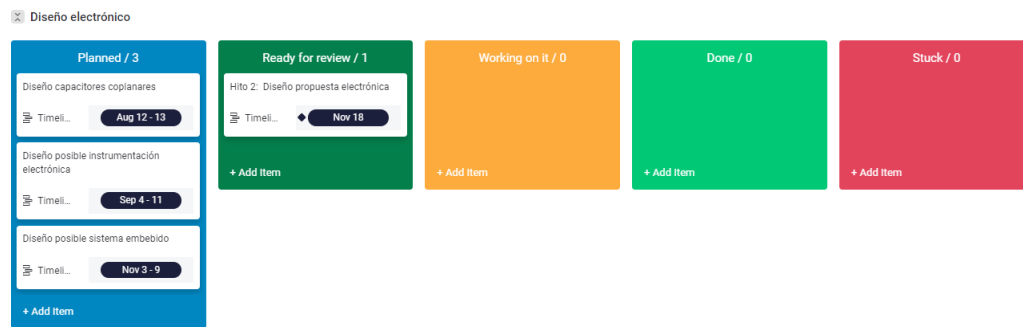 Diseño electrónico
Planned / 3
Diseño capacitores coplanares
Timeli...
Aug 12 - 13
Diseño posible instrumentación
electrónica
Timeli...
Sep 4 - 11
Diseño posible sistema embebido
Timeli...
Nov 3 - 9
+ Add Item
Ready for review / 1
Hito 2: Diseño propuesta electrónica
Timeli...
Nov 18
+ Add Item
Working on it / 0
+ Add Item
Done / 0
+ Add Item
Stuck / 0
+ Add Item